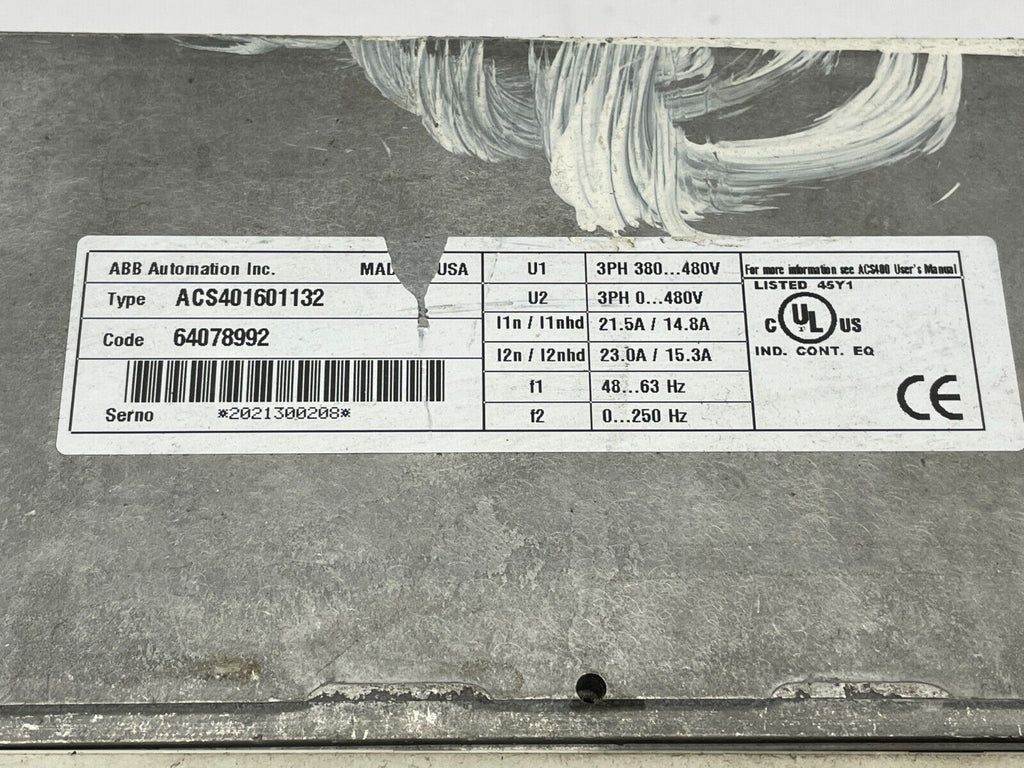 ABB Automation Inc. MAD USA
Type ACS401601132
Code 64078992
Serno *2021300208*
U1 3PH 380...480V
U2 3PH 0...480V
I1n / I1nhd 21.5A / 14.8A
I2n / I2nhd 23.0A / 15.3A
f1 48...63 Hz
f2 0...250 Hz
For more information see ACS400 User's Manual
LISTED 45Y1
C UL US
IND. CONT. EQ
CE